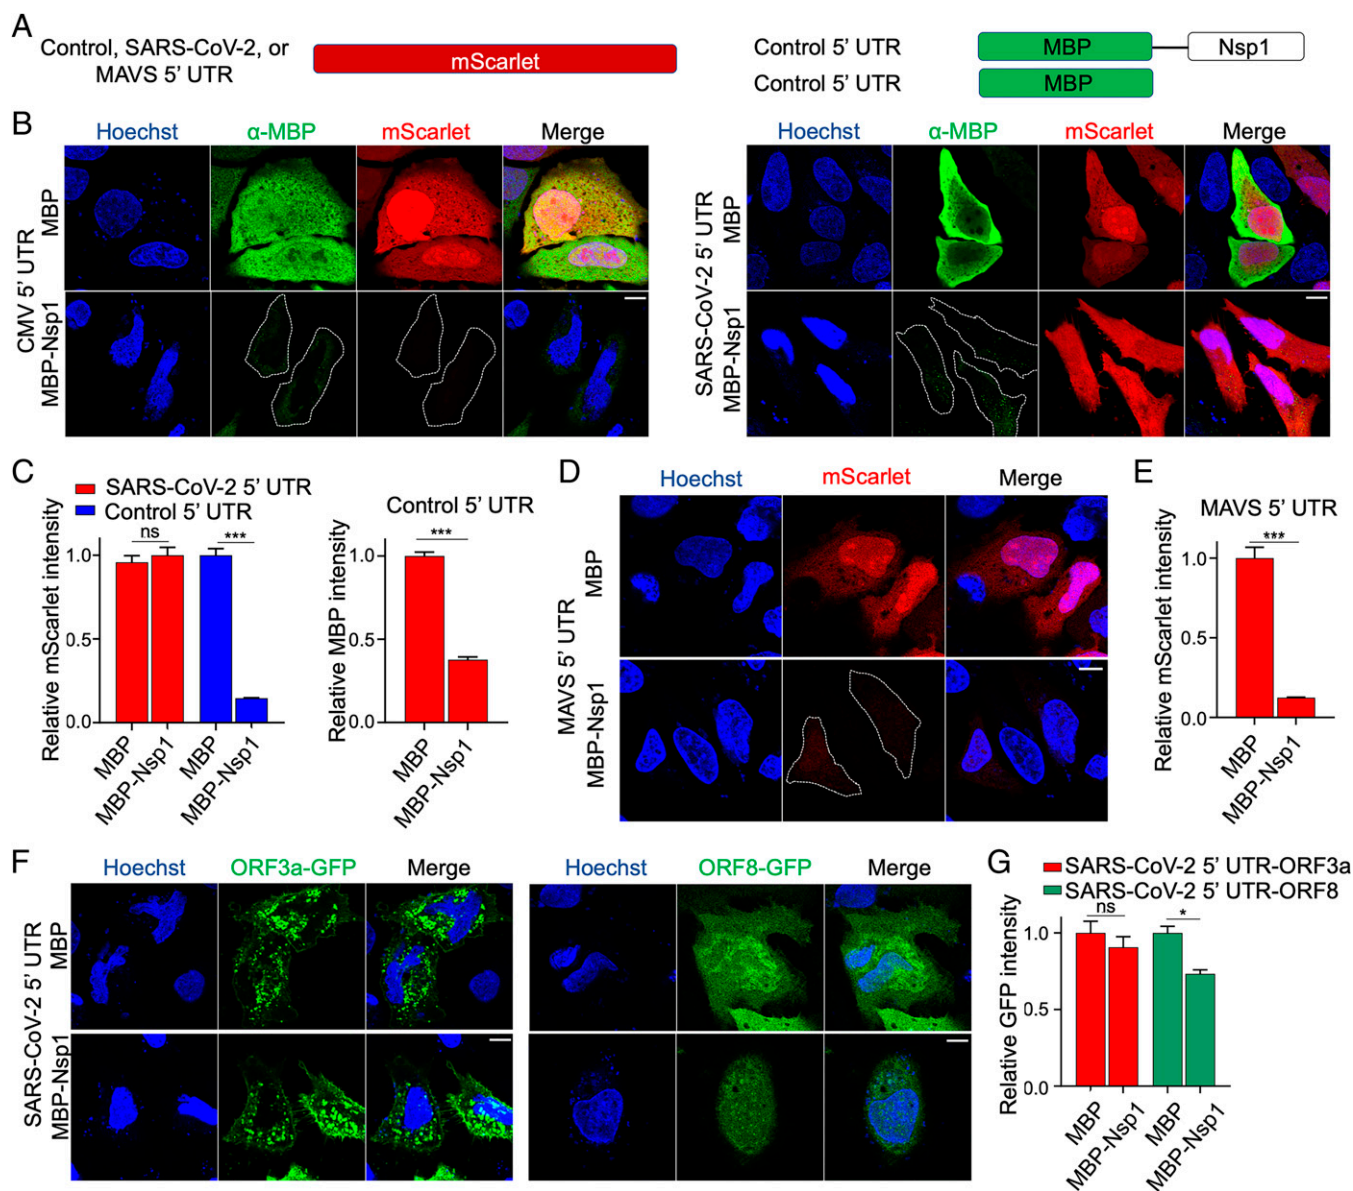 A
Control, SARS-CoV-2, or
MAVS 5' UTR
mScarlet
Control 5' UTR
MBP
Nsp1
Control 5' UTR
MBP
B
Hoechst
α-MBP
mScarlet
Merge
CMV 5' UTR
MBP
MBP-Nsp1
Hoechst
α-MBP
mScarlet
Merge
SARS-CoV-2 5' UTR
MBP
MBP-Nsp1
C
SARS-CoV-2 5' UTR
Control 5' UTR
Relative mScarlet intensity
ns
***
1.0
0.5
0.0
MBP
MBP-Nsp1
MBP
MBP-Nsp1
Control 5' UTR
Relative MBP intensity
***
1.0
0.5
0.0
MBP
MBP-Nsp1
D
Hoechst
mScarlet
Merge
MAVS 5' UTR
MBP
MBP-Nsp1
E
MAVS 5' UTR
Relative mScarlet intensity
***
1.0
0.5
0.0
MBP
MBP-Nsp1
F
Hoechst
ORF3a-GFP
Merge
Hoechst
ORF8-GFP
Merge
SARS-CoV-2 5' UTR
MBP
MBP-Nsp1
G
SARS-CoV-2 5' UTR-ORF3a
SARS-CoV-2 5' UTR-ORF8
Relative GFP intensity
ns
*
1.0
0.5
0.0
MBP
MBP-Nsp1
MBP
MBP-Nsp1